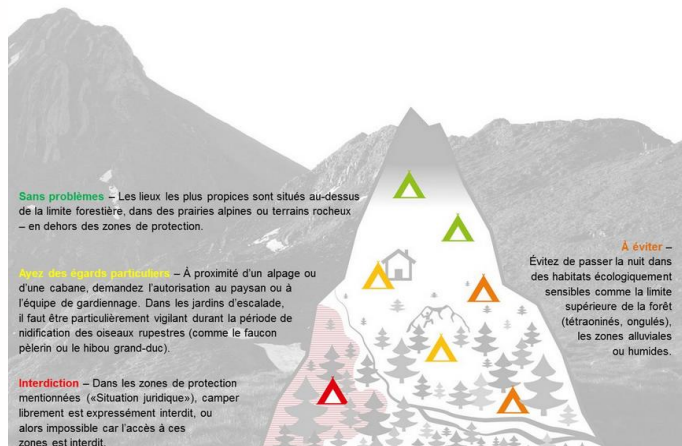 Sans problèmes – Les lieux les plus propices sont situés au-dessus
de la limite forestière, dans des prairies alpines ou terrains rocheux
– en dehors des zones de protection.
Ayez des égards particuliers – À proximité d'un alpage ou
d'une cabane, demandez l'autorisation au paysan ou à
l'équipe de gardiennage. Dans les jardins d'escalade,
il faut être particulièrement vigilant durant la période de
nidification des oiseaux rupestres (comme le faucon
pèlerin ou le hibou grand-duc).
Interdiction – Dans les zones de protection
mentionnées («Situation juridique»), camper
librement est expressément interdit, ou
alors impossible car l'accès à ces
zones est interdit.
À éviter –
Évitez de passer la nuit dans
des habitats écologiquement
sensibles comme la limite
supérieure de la forêt
(tétraoninés, ongulés),
les zones alluviales
ou humides.